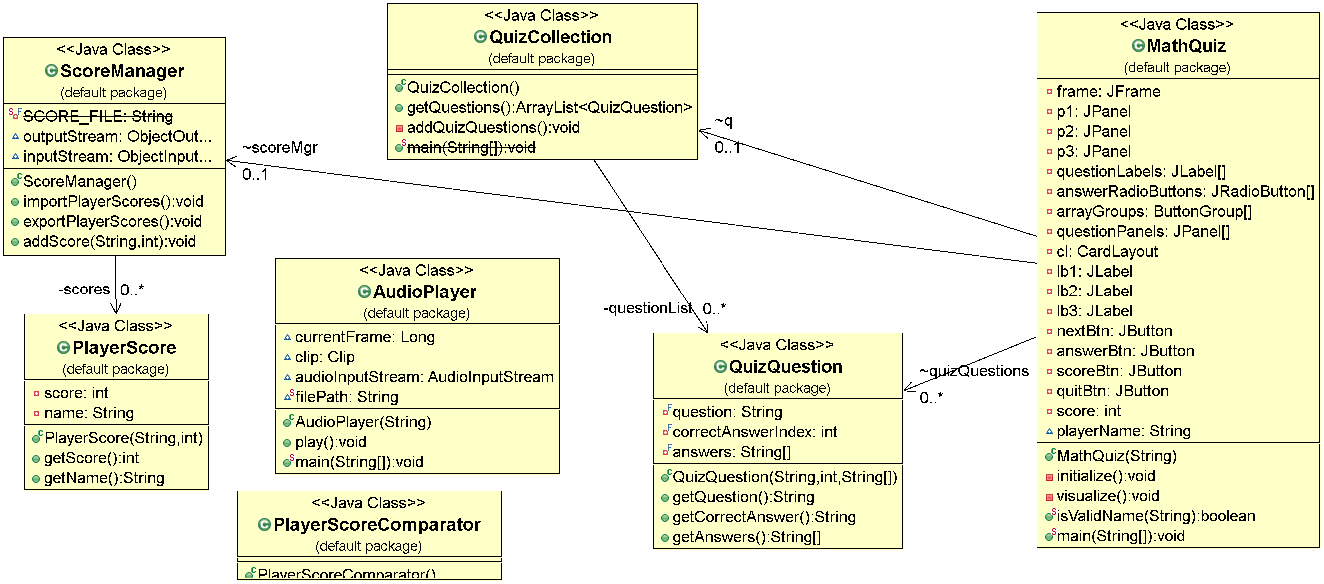 <<Java Class>>
ScoreManager
(default package)
SCORE_FILE: String
outputStream: ObjectOut...
inputStream: ObjectInput...
ScoreManager()
importPlayerScores():void
exportPlayerScores():void
addScore(String,int):void
<<Java Class>>
QuizCollection
(default package)
QuizCollection()
getQuestions():ArrayList<QuizQuestion>
addQuizQuestions():void
main(String[]):void
<<Java Class>>
MathQuiz
(default package)
frame: JFrame
p1: JPanel
p2: JPanel
p3: JPanel
questionLabels: JLabel[]
answerRadioButtons: JRadioButton[]
arrayGroups: ButtonGroup[]
questionPanels: JPanel[]
cl: CardLayout
lb1: JLabel
lb2: JLabel
lb3: JLabel
nextBtn: JButton
answerBtn: JButton
scoreBtn: JButton
quitBtn: JButton
score: int
playerName: String
MathQuiz(String)
initialize():void
visualize():void
isValidName(String):boolean
main(String[]):void
~scoreMgr
0..1
~q
0..1
-scores 0..*
-questionList 0..*
~quizQuestions
0..*
<<Java Class>>
PlayerScore
(default package)
score: int
name: String
PlayerScore(String,int)
getScore():int
getName():String
<<Java Class>>
AudioPlayer
(default package)
currentFrame: Long
clip: Clip
audioInputStream: AudioInputStream
filePath: String
AudioPlayer(String)
play():void
main(String[]):void
<<Java Class>>
QuizQuestion
(default package)
question: String
correctAnswerIndex: int
answers: String[]
QuizQuestion(String,int,String[])
getQuestion():String
getCorrectAnswer():String
getAnswers():String[]
<<Java Class>>
PlayerScoreComparator
(default package)
PlayerScoreComparator()